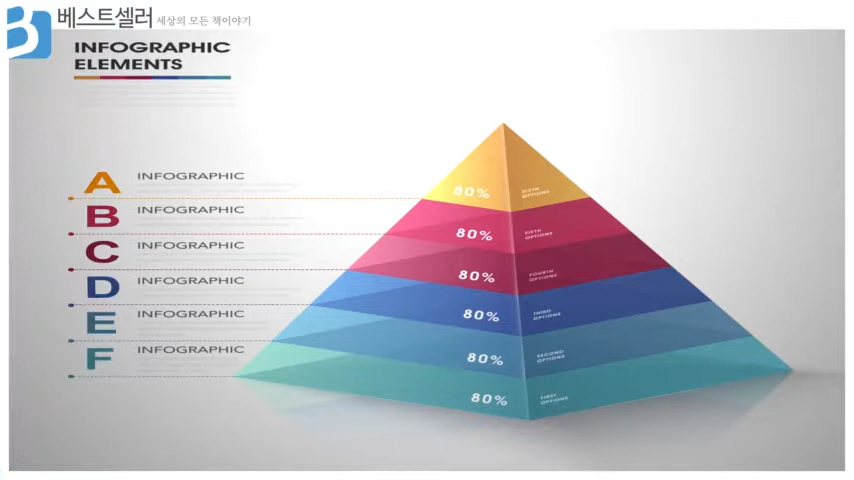 베스트셀러 세상의 모든 책이야기
INFOGRAPHIC
ELEMENTS
A INFOGRAPHIC
B INFOGRAPHIC
C INFOGRAPHIC
D INFOGRAPHIC
E INFOGRAPHIC
F INFOGRAPHIC
80% SIXTH
OPTIONS
80% FIFTH
OPTIONS
80% FOURTH
OPTIONS
80% THIRD
OPTIONS
80% SECOND
OPTIONS
80% FIRST
OPTIONS